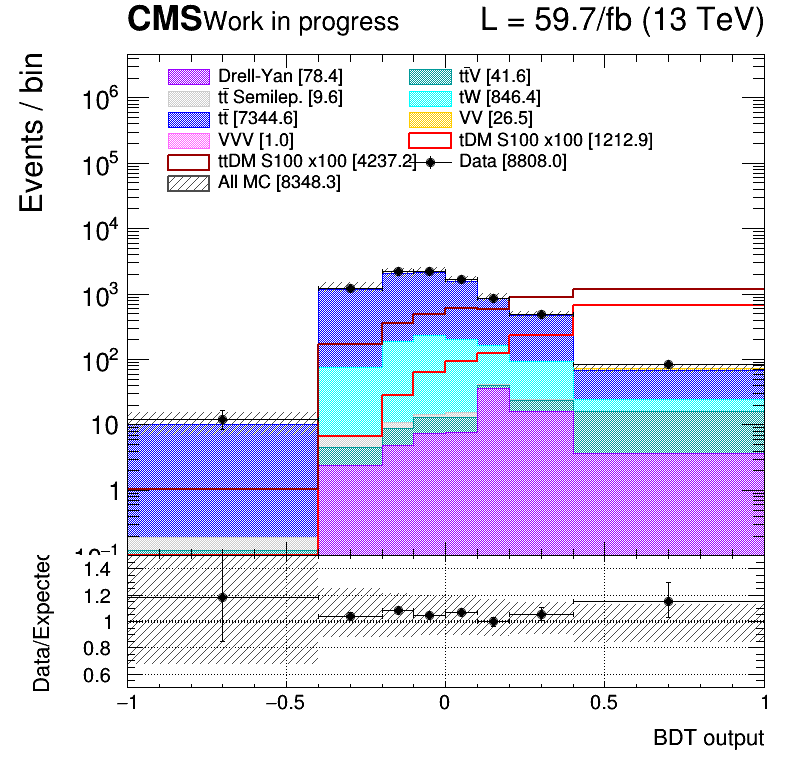 CMS Work in progress L = 59.7/fb (13 TeV)
Events / bin
Drell-Yan [78.4] tt̄V [41.6]
tt̄ Semilep. [9.6] tW [846.4]
tt̄ [7344.6] VV [26.5]
VVV [1.0] tDM S100 x100 [1212.9]
ttDM S100 x100 [4237.2] Data [8808.0]
All MC [8348.3]
10⁶
10⁵
10⁴
10³
10²
10
1
10⁻¹
Data/Expected
1.4
1.2
1
0.8
0.6
−1 −0.5 0 0.5 1
BDT output